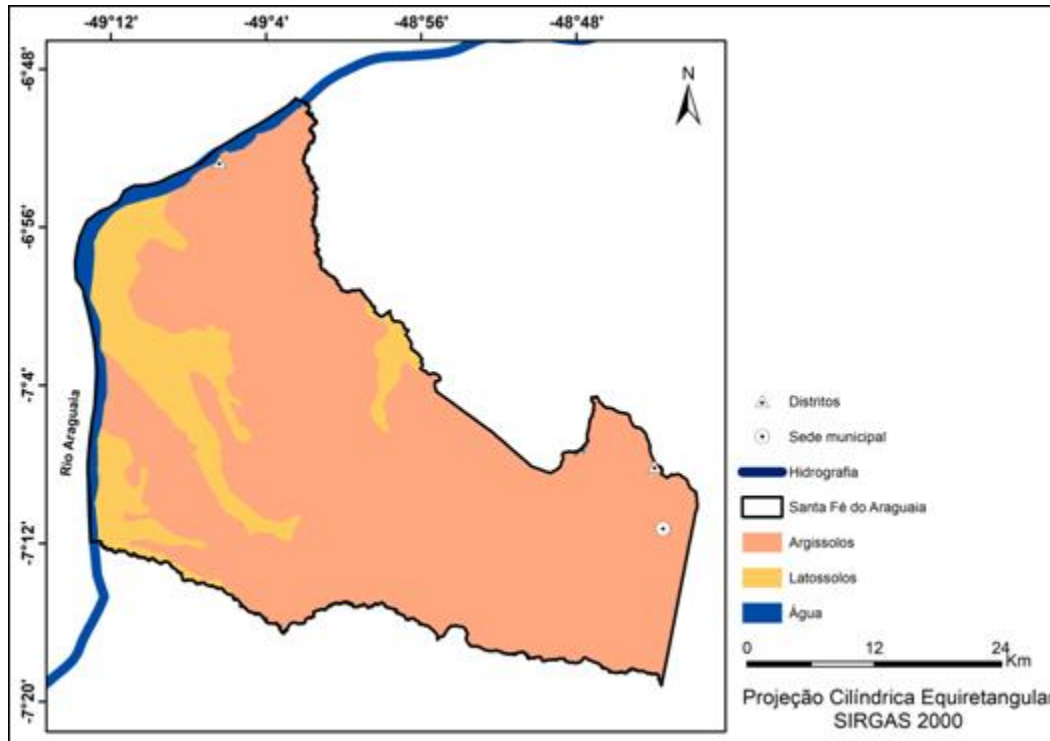 -49°12'
-49°4'
-48°56'
-48°48'
-6°48'
-6°56'
-7°4'
-7°12'
-7°20'
N
Rio Araguaia
Distritos
Sede municipal
Hidrografia
Santa Fé do Araguaia
Argissolos
Latossolos
Água
0 12 24
Km
Projeção Cilíndrica Equiretangular
SIRGAS 2000